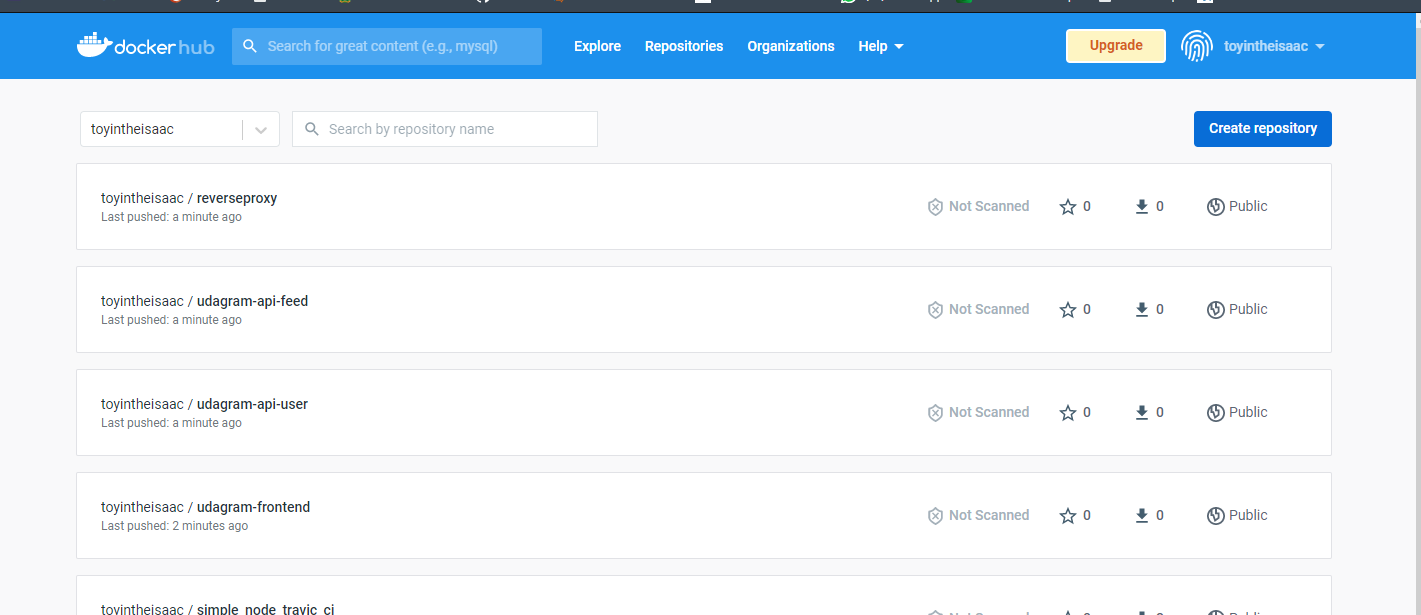 docker hub Search for great content (e.g., mysql) Explore Repositories Organizations Help Upgrade toyintheisaac
toyintheisaac Search by repository name Create repository
toyintheisaac / reverseproxy
Last pushed: a minute ago
Not Scanned 0 0 Public
toyintheisaac / udagram-api-feed
Last pushed: a minute ago
Not Scanned 0 0 Public
toyintheisaac / udagram-api-user
Last pushed: a minute ago
Not Scanned 0 0 Public
toyintheisaac / udagram-frontend
Last pushed: 2 minutes ago
Not Scanned 0 0 Public
toyintheisaac / simple_node_travic_ci